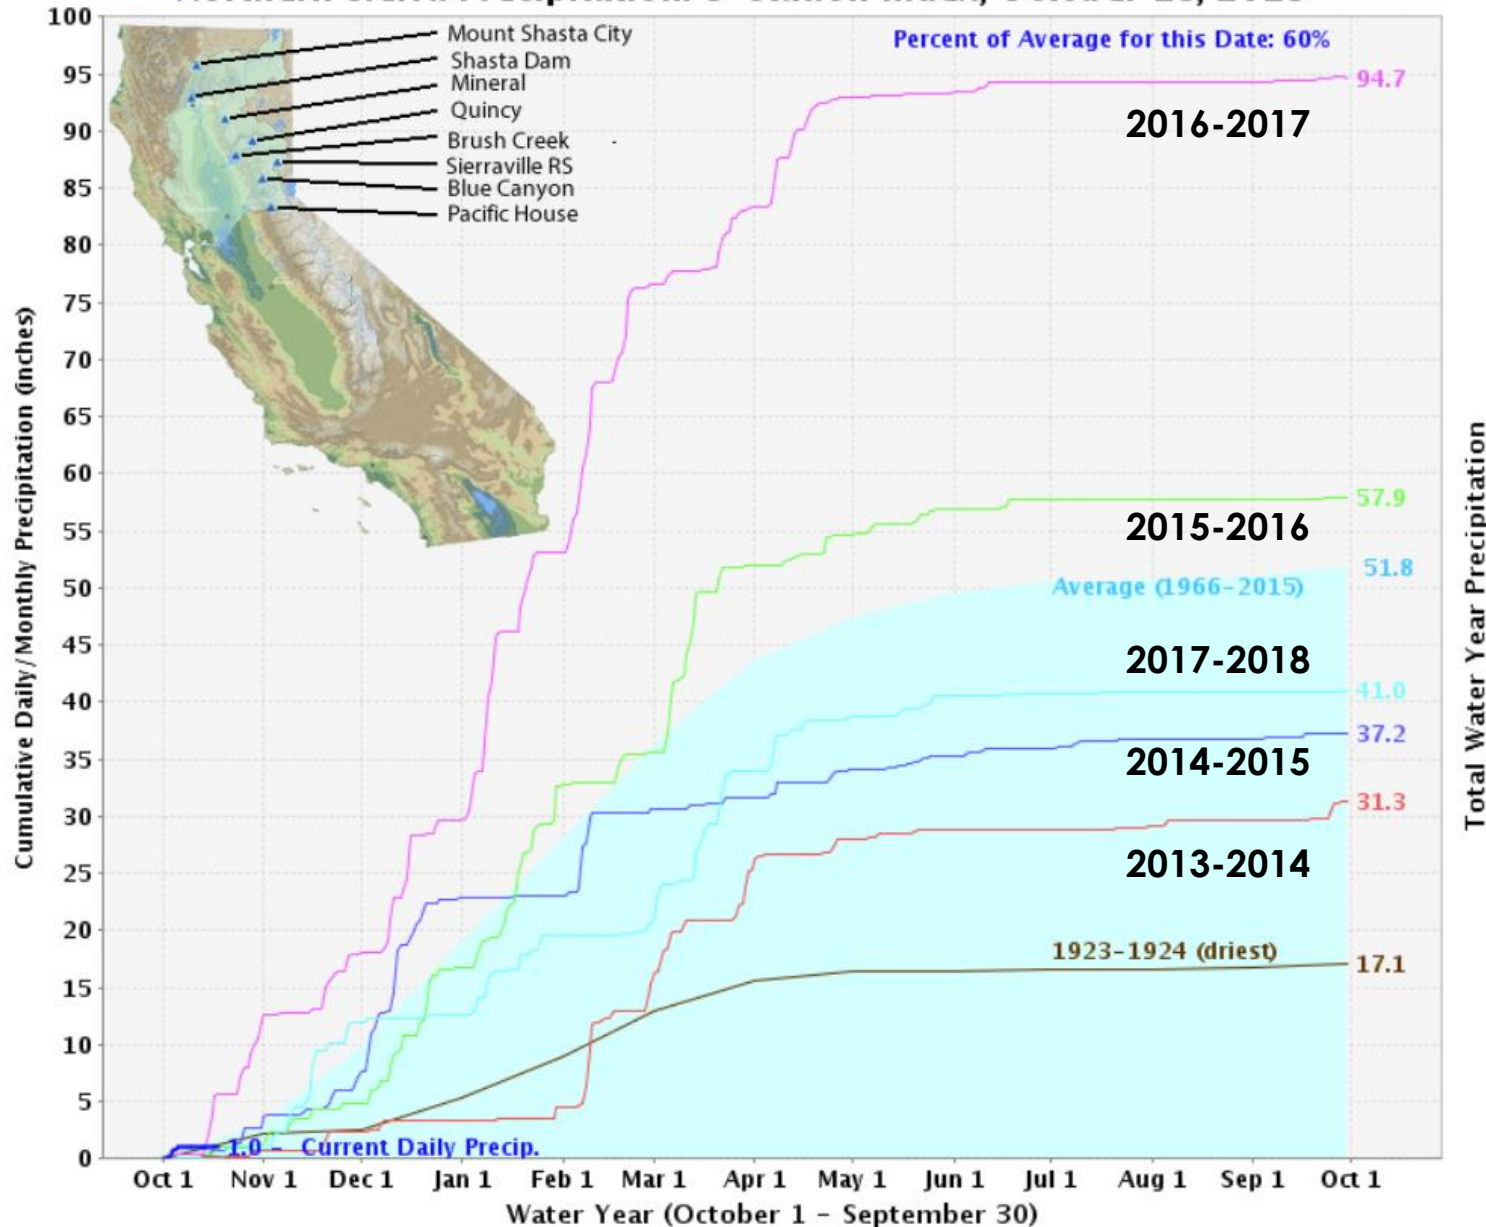 Percent of Average for this Date: 60%
Mount Shasta City
Shasta Dam
Mineral
Quincy
Brush Creek
Sierraville RS
Blue Canyon
Pacific House
94.7
2016-2017
57.9
2015-2016
51.8
Average (1966-2015)
2017-2018
41.0
37.2
2014-2015
31.3
2013-2014
1923-1924 (driest)
17.1
1.0 - Current Daily Precip.
Cumulative Daily/Monthly Precipitation (inches)
100
95
90
85
80
75
70
65
60
55
50
45
40
35
30
25
20
15
10
5
0
Total Water Year Precipitation
Oct 1 Nov 1 Dec 1 Jan 1 Feb 1 Mar 1 Apr 1 May 1 Jun 1 Jul 1 Aug 1 Sep 1 Oct 1
Water Year (October 1 - September 30)